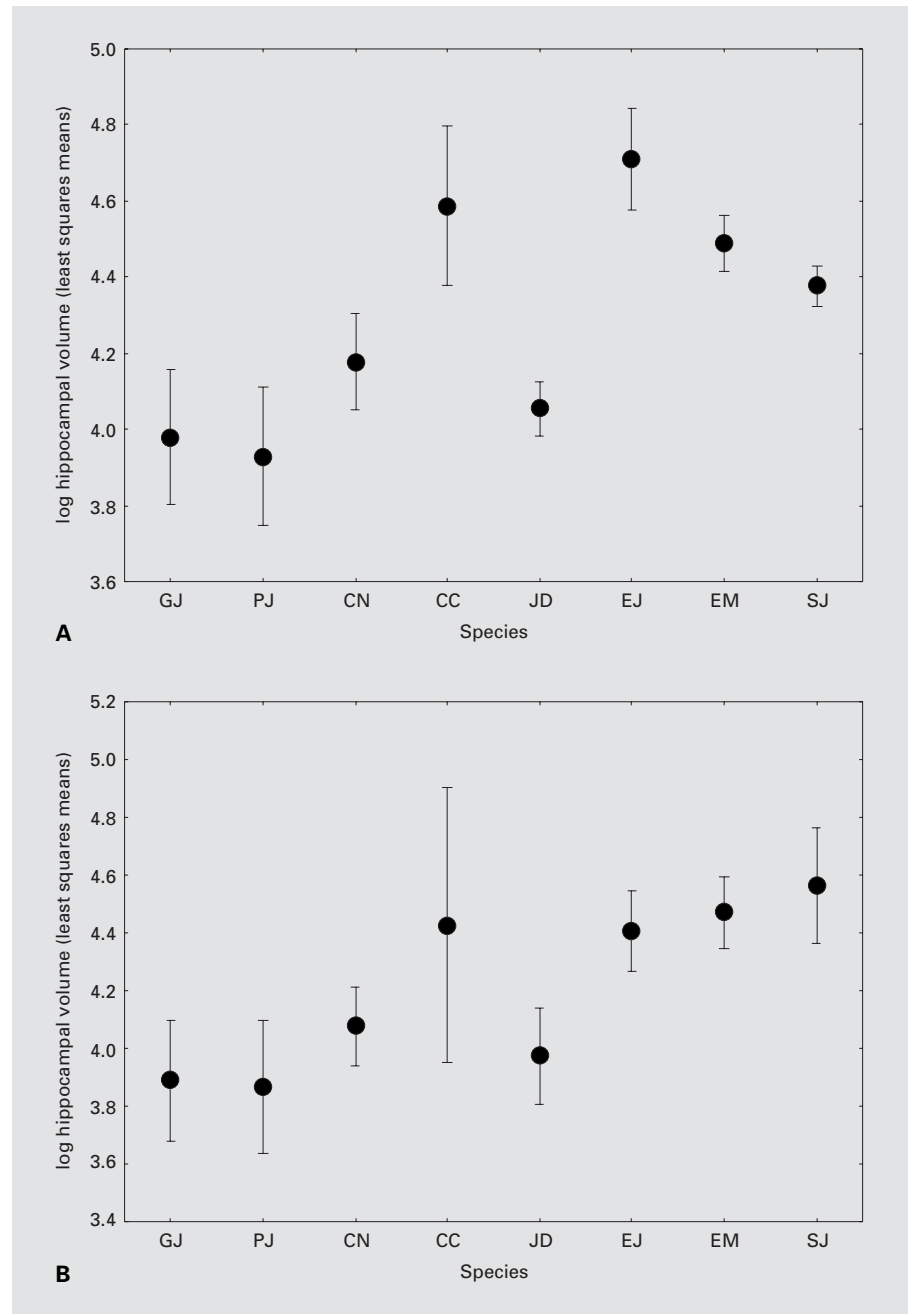 log hippocampal volume (least squares means)
5.0
4.8
4.6
4.4
4.2
4.0
3.8
3.6
GJ PJ CN CC JD EJ EM SJ
Species
A
log hippocampal volume (least squares means)
5.2
5.0
4.8
4.6
4.4
4.2
4.0
3.8
3.6
3.4
GJ PJ CN CC JD EJ EM SJ
Species
B